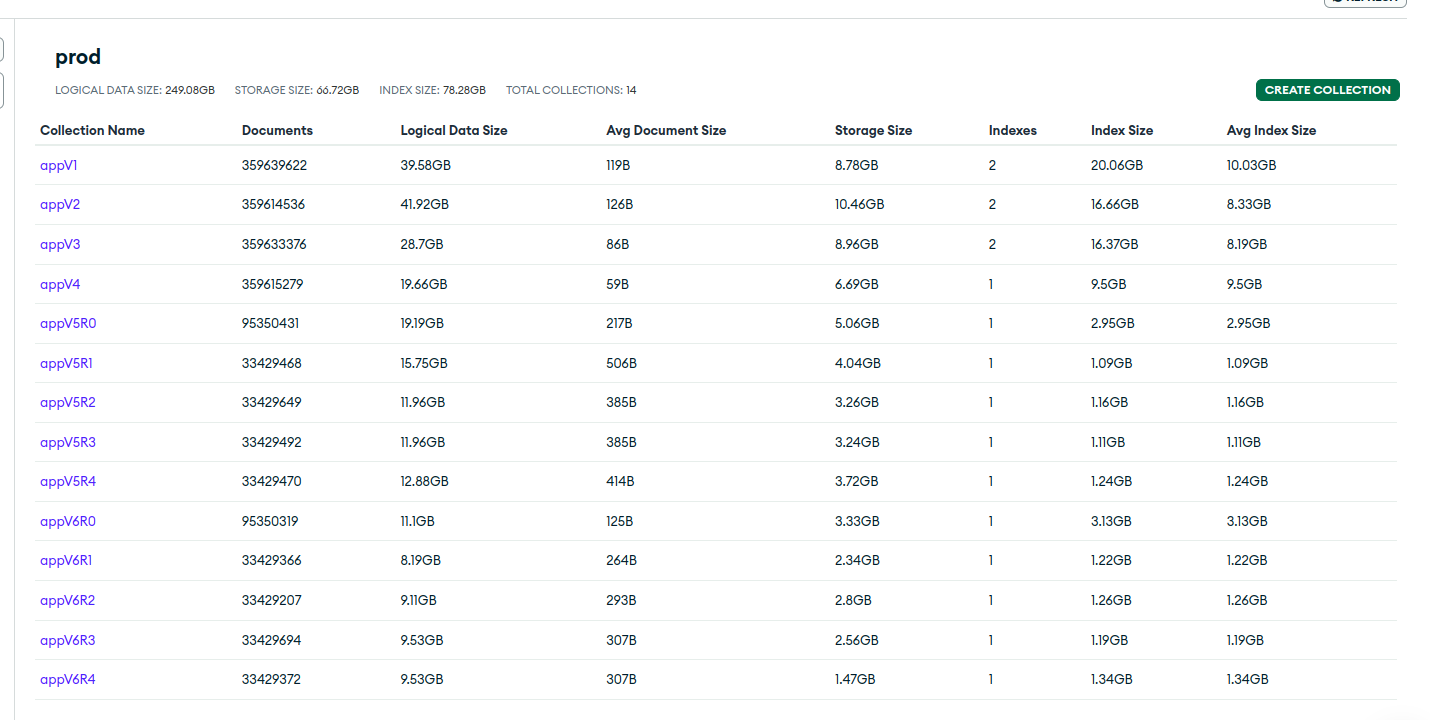 prod
LOGICAL DATA SIZE: 249.08GB STORAGE SIZE: 66.72GB INDEX SIZE: 78.28GB TOTAL COLLECTIONS: 14
CREATE COLLECTION
Collection Name Documents Logical Data Size Avg Document Size Storage Size Indexes Index Size Avg Index Size
appV1 359639622 39.58GB 119B 8.78GB 2 20.06GB 10.03GB
appV2 359614536 41.92GB 126B 10.46GB 2 16.66GB 8.33GB
appV3 359633376 28.7GB 86B 8.96GB 2 16.37GB 8.19GB
appV4 359615279 19.66GB 59B 6.69GB 1 9.5GB 9.5GB
appV5R0 95350431 19.19GB 217B 5.06GB 1 2.95GB 2.95GB
appV5R1 33429468 15.75GB 506B 4.04GB 1 1.09GB 1.09GB
appV5R2 33429649 11.96GB 385B 3.26GB 1 1.16GB 1.16GB
appV5R3 33429492 11.96GB 385B 3.24GB 1 1.11GB 1.11GB
appV5R4 33429470 12.88GB 414B 3.72GB 1 1.24GB 1.24GB
appV6R0 95350319 11.1GB 125B 3.33GB 1 3.13GB 3.13GB
appV6R1 33429366 8.19GB 264B 2.34GB 1 1.22GB 1.22GB
appV6R2 33429207 9.11GB 293B 2.8GB 1 1.26GB 1.26GB
appV6R3 33429694 9.53GB 307B 2.56GB 1 1.19GB 1.19GB
appV6R4 33429372 9.53GB 307B 1.47GB 1 1.34GB 1.34GB